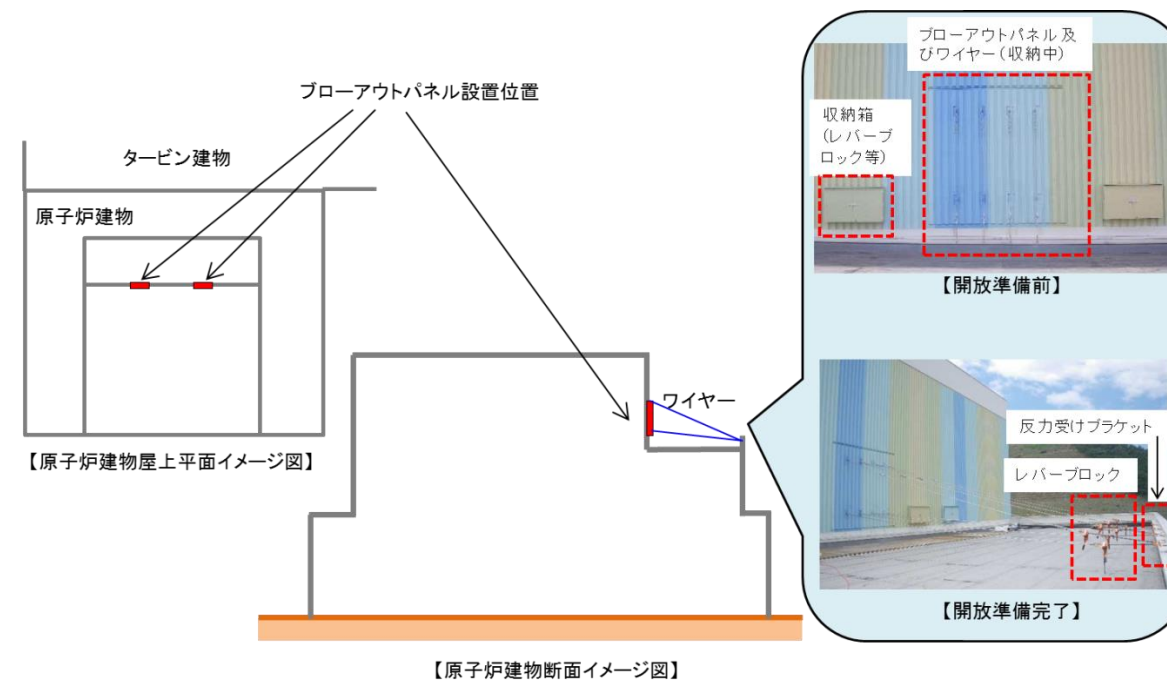 ブローアウトパネル設置位置
タービン建物
原子炉建物
【原子炉建物屋上平面イメージ図】
ワイヤー
【原子炉建物断面イメージ図】
ブローアウトパネル及
びワイヤー(収納中)
収納箱
(レバーブ
ロック等)
【開放準備前】
反力受けブラケット
レバーブロック
【開放準備完了】